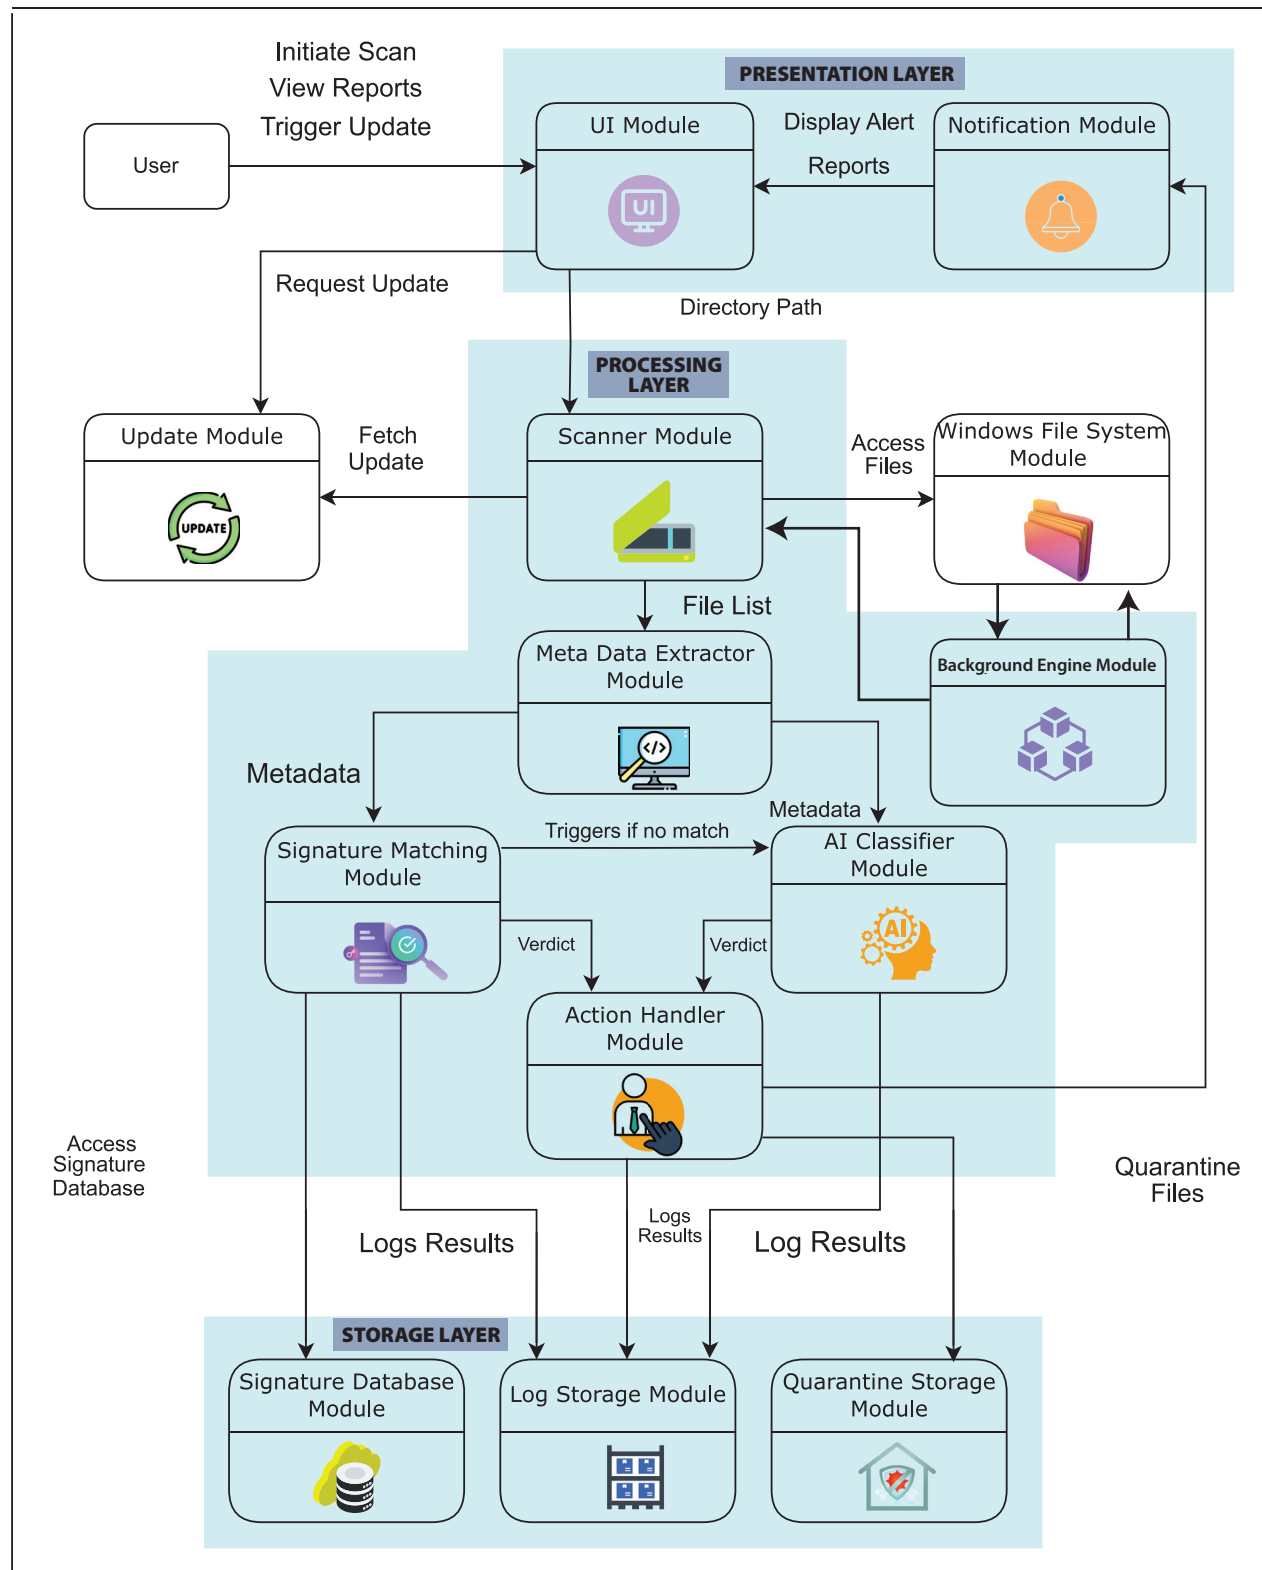 Initiate Scan
View Reports
Trigger Update
PRESENTATION LAYER
User
UI Module
UI
Display Alert
Reports
Notification Module
Request Update
Directory Path
PROCESSING
LAYER
Update Module
UPDATE
Fetch
Update
Scanner Module
Access
Files
Windows File System
Module
File List
Meta Data Extractor
Module
Background Engine Module
Metadata
Metadata
Signature Matching
Module
Triggers if no match
AI Classifier
Module
AI
Verdict
Verdict
Action Handler
Module
Access
Signature
Database
Quarantine
Files
Logs Results
Logs
Results
Log Results
STORAGE LAYER
Signature Database
Module
Log Storage Module
Quarantine Storage
Module